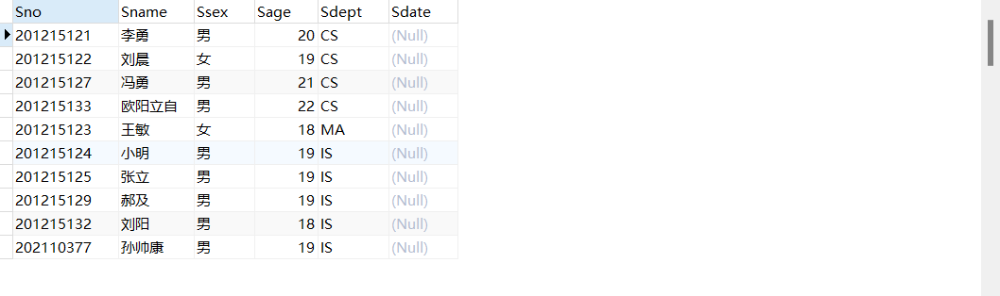 Sno Sname Ssex Sage Sdept Sdate
201215121 李勇 男 20 CS (Null)
201215122 刘晨 女 19 CS (Null)
201215127 冯勇 男 21 CS (Null)
201215133 欧阳立自 男 22 CS (Null)
201215123 王敏 女 18 MA (Null)
201215124 小明 男 19 IS (Null)
201215125 张立 男 19 IS (Null)
201215129 郝及 男 19 IS (Null)
201215132 刘阳 男 18 IS (Null)
202110377 孙帅康 男 19 IS (Null)